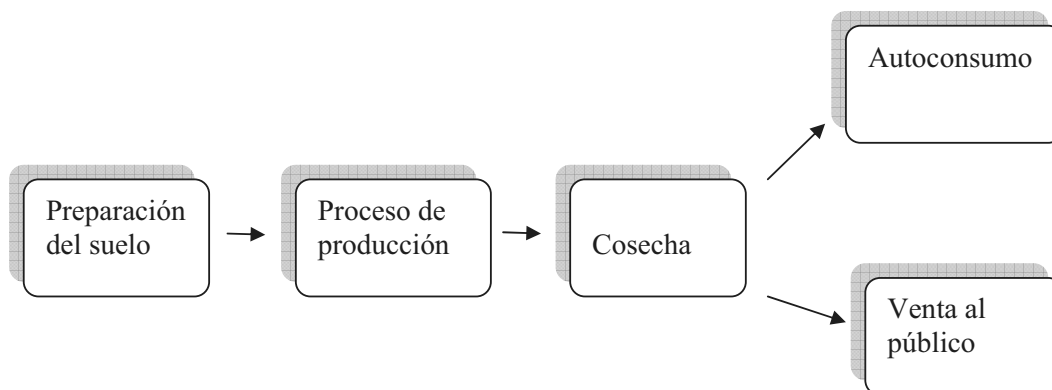 Autoconsumo
Preparación
del suelo
Proceso de
producción
Cosecha
Venta al
público